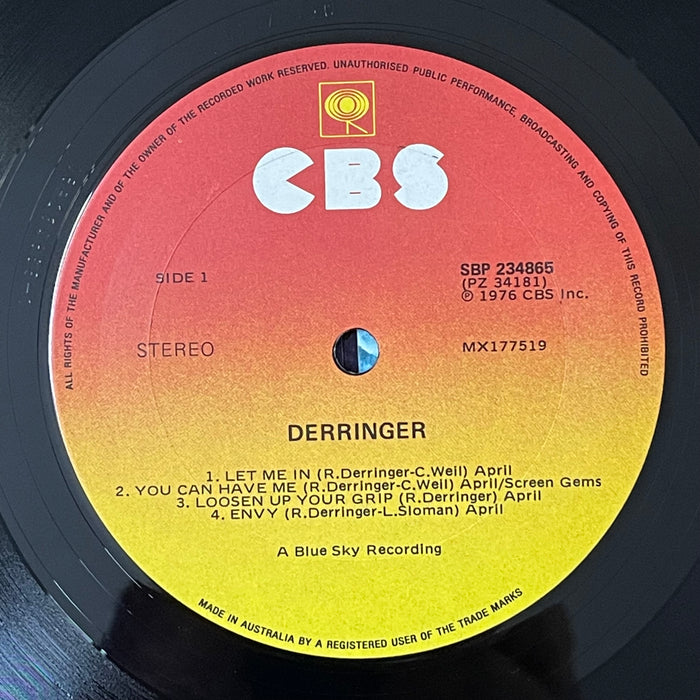 ALL RIGHTS OF THE MANUFACTURER AND OF THE OWNER OF THE RECORDED WORK RESERVED. UNAUTHORISED PUBLIC PERFORMANCE, BROADCASTING AND COPYING OF THIS RECORD PROHIBITED
CBS
SIDE 1
SBP 234865
(PZ 34181)
℗ 1976 CBS Inc.
STEREO
MX177519
DERRINGER
1. LET ME IN (R.Derringer-C.Weil) April
2. YOU CAN HAVE ME (R.Derringer-C.Weil) April/Screen Gems
3. LOOSEN UP YOUR GRIP (R.Derringer) April
4. ENVY (R.Derringer-L.Sloman) April
A Blue Sky Recording
MADE IN AUSTRALIA BY A REGISTERED USER OF THE TRADE MARKS